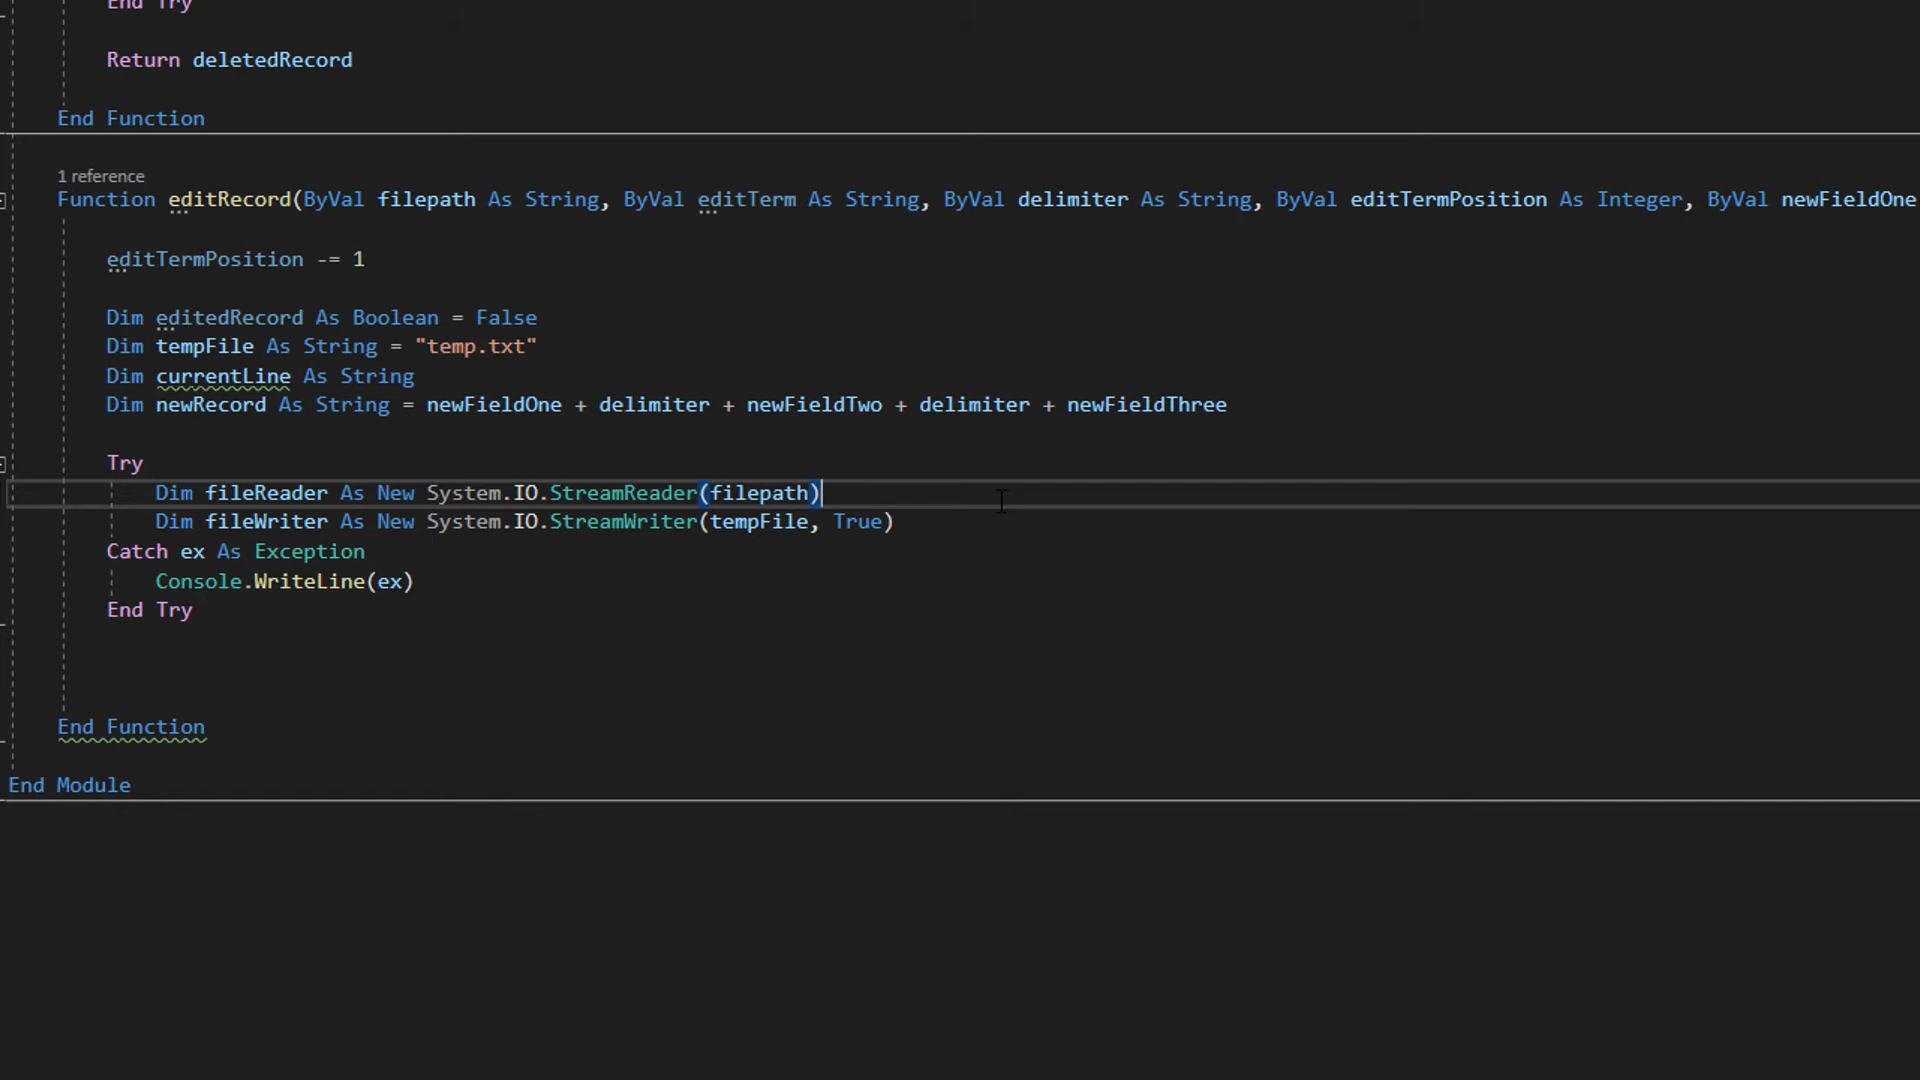 End Try
Return deletedRecord
End Function
1 reference
Function editRecord(ByVal filepath As String, ByVal editTerm As String, ByVal delimiter As String, ByVal editTermPosition As Integer, ByVal newFieldOne
editTermPosition -= 1
Dim editedRecord As Boolean = False
Dim tempFile As String = "temp.txt"
Dim currentLine As String
Dim newRecord As String = newFieldOne + delimiter + newFieldTwo + delimiter + newFieldThree
Try
Dim fileReader As New System.IO.StreamReader(filepath)
Dim fileWriter As New System.IO.StreamWriter(tempFile, True)
Catch ex As Exception
Console.WriteLine(ex)
End Try
End Function
End Module